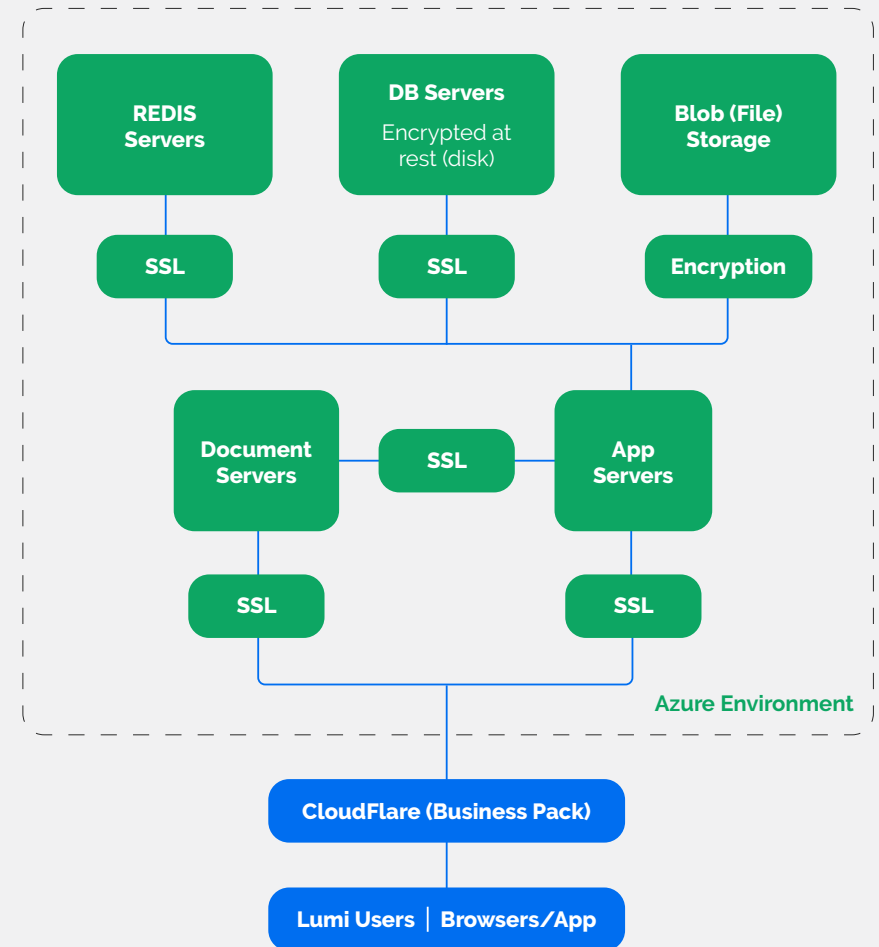 REDIS
Servers
DB Servers
Encrypted at
rest (disk)
Blob (File)
Storage
SSL
SSL
Encryption
Document
Servers
SSL
App
Servers
SSL
SSL
Azure Environment
CloudFlare (Business Pack)
Lumi Users | Browsers/App